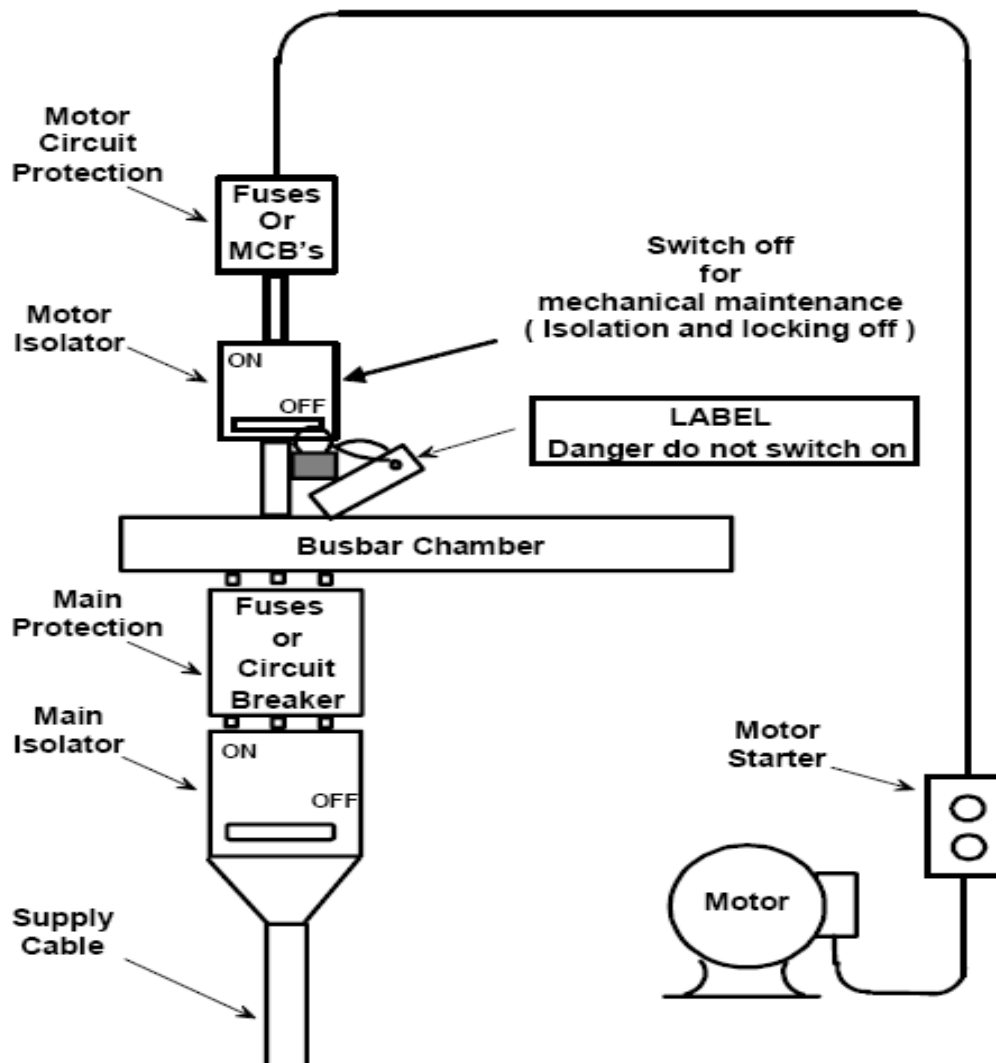 Motor
Circuit
Protection
Fuses
Or
MCB's
Switch off
for
mechanical maintenance
( Isolation and locking off )
Motor
Isolator
ON
OFF
LABEL
Danger do not switch on
Busbar Chamber
Main
Protection
Fuses
or
Circuit
Breaker
Main
Isolator
ON
OFF
Motor
Starter
Motor
Supply
Cable